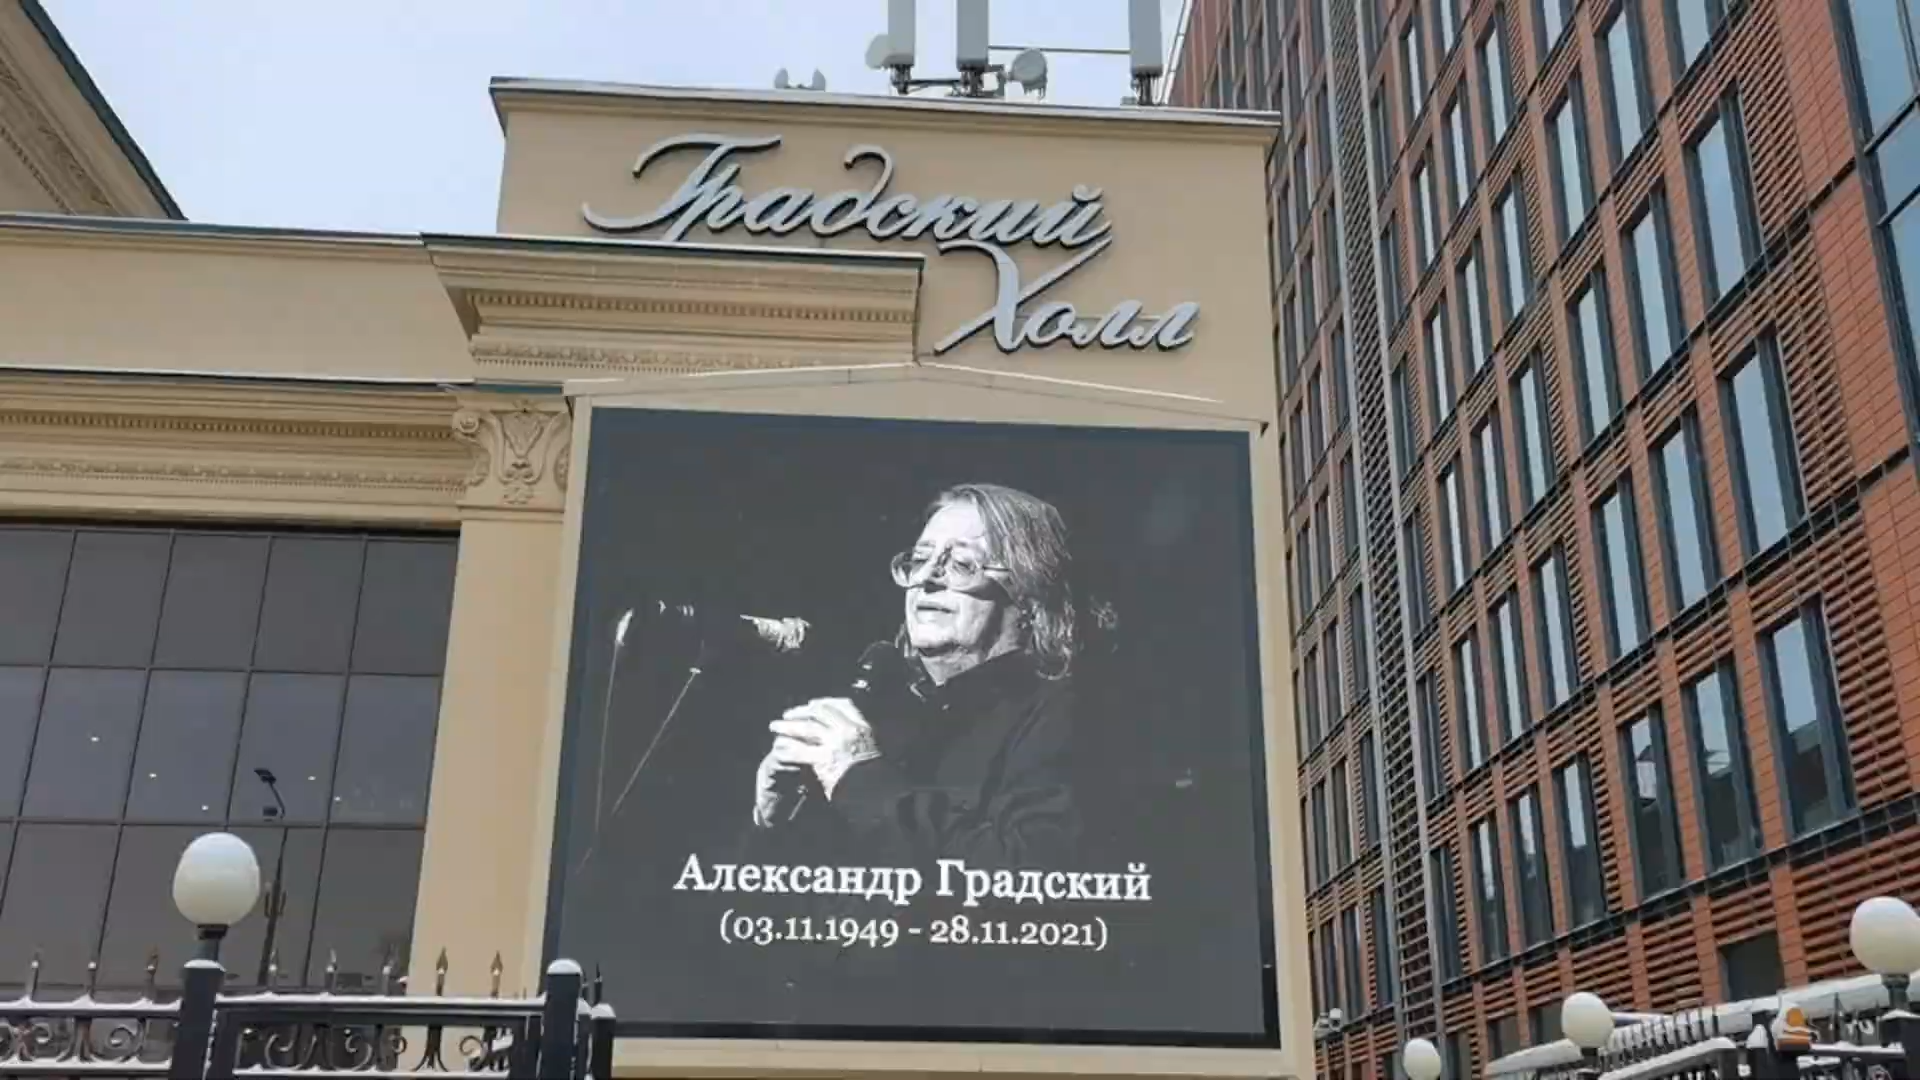 Градский
Холл
Александр Градский
(03.11.1949 - 28.11.2021)